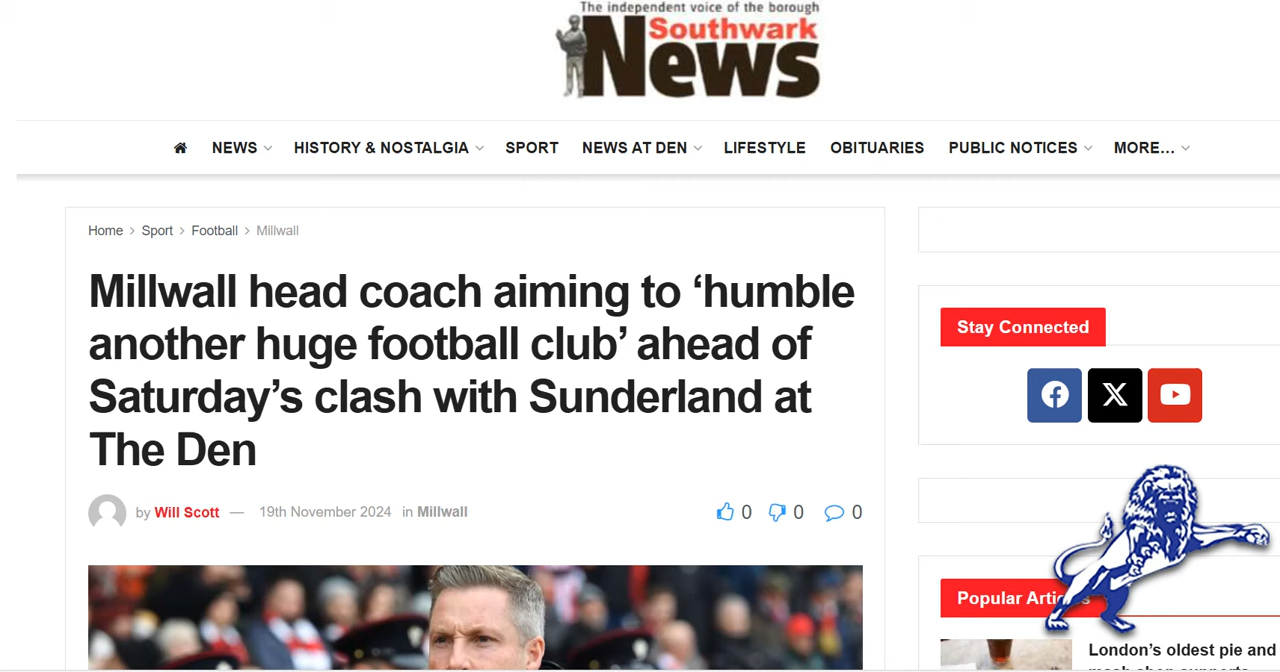 The independent voice of the borough
Southwark
News
NEWS
HISTORY & NOSTALGIA
SPORT
NEWS AT DEN
LIFESTYLE
OBITUARIES
PUBLIC NOTICES
MORE...
Home > Sport > Football > Millwall
Millwall head coach aiming to ‘humble
another huge football club’ ahead of
Saturday’s clash with Sunderland at
The Den
by Will Scott — 19th November 2024 in Millwall
0 0 0
Stay Connected
Popular
London’s oldest pie and